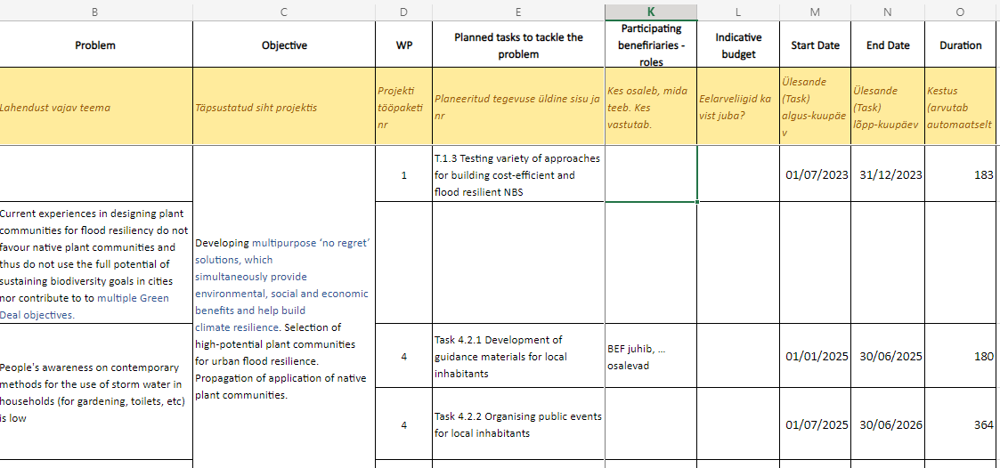 B C D E K L M N O
Problem
Objective
WP
Planned tasks to tackle the
problem
Participating
benefiriaries -
roles
Indicative
budget
Start Date
End Date
Duration
Lahendust vajav teema
Täpsustatud siht projektis
Projekti
tööpaketi
nr
Planeeritud tegevuse üldine sisu ja
nr
Kes osaleb, mida
teeb. Kes
vastutab.
Eelarveliigid ka
vist juba?
Ülesande
(Task)
algus-kuupäe
v
Ülesande
(Task)
lõpp-kuupäev
Kestus
(arvutab
automaatselt
1
T.1.3 Testing variety of approaches
for building cost-efficient and
flood resilient NBS
01/07/2023
31/12/2023
183
Current experiences in designing plant
communities for flood resiliency do not
favour native plant communities and
thus do not use the full potential of
sustaining biodiversity goals in cities
nor contribute to to multiple Green
Deal objectives.
Developing multipurpose ‘no regret’
solutions, which
simultaneously provide
environmental, social and economic
benefits and help build
climate resilience. Selection of
high-potential plant communities
for urban flood resilience.
Propagation of application of native
plant communities.
People's awareness on contemporary
methods for the use of storm water in
households (for gardening, toilets, etc)
is low
4
Task 4.2.1 Development of
guidance materials for local
inhabitants
BEF juhib, ...
osalevad
01/01/2025
30/06/2025
180
4
Task 4.2.2 Organising public events
for local inhabitants
01/07/2025
30/06/2026
364